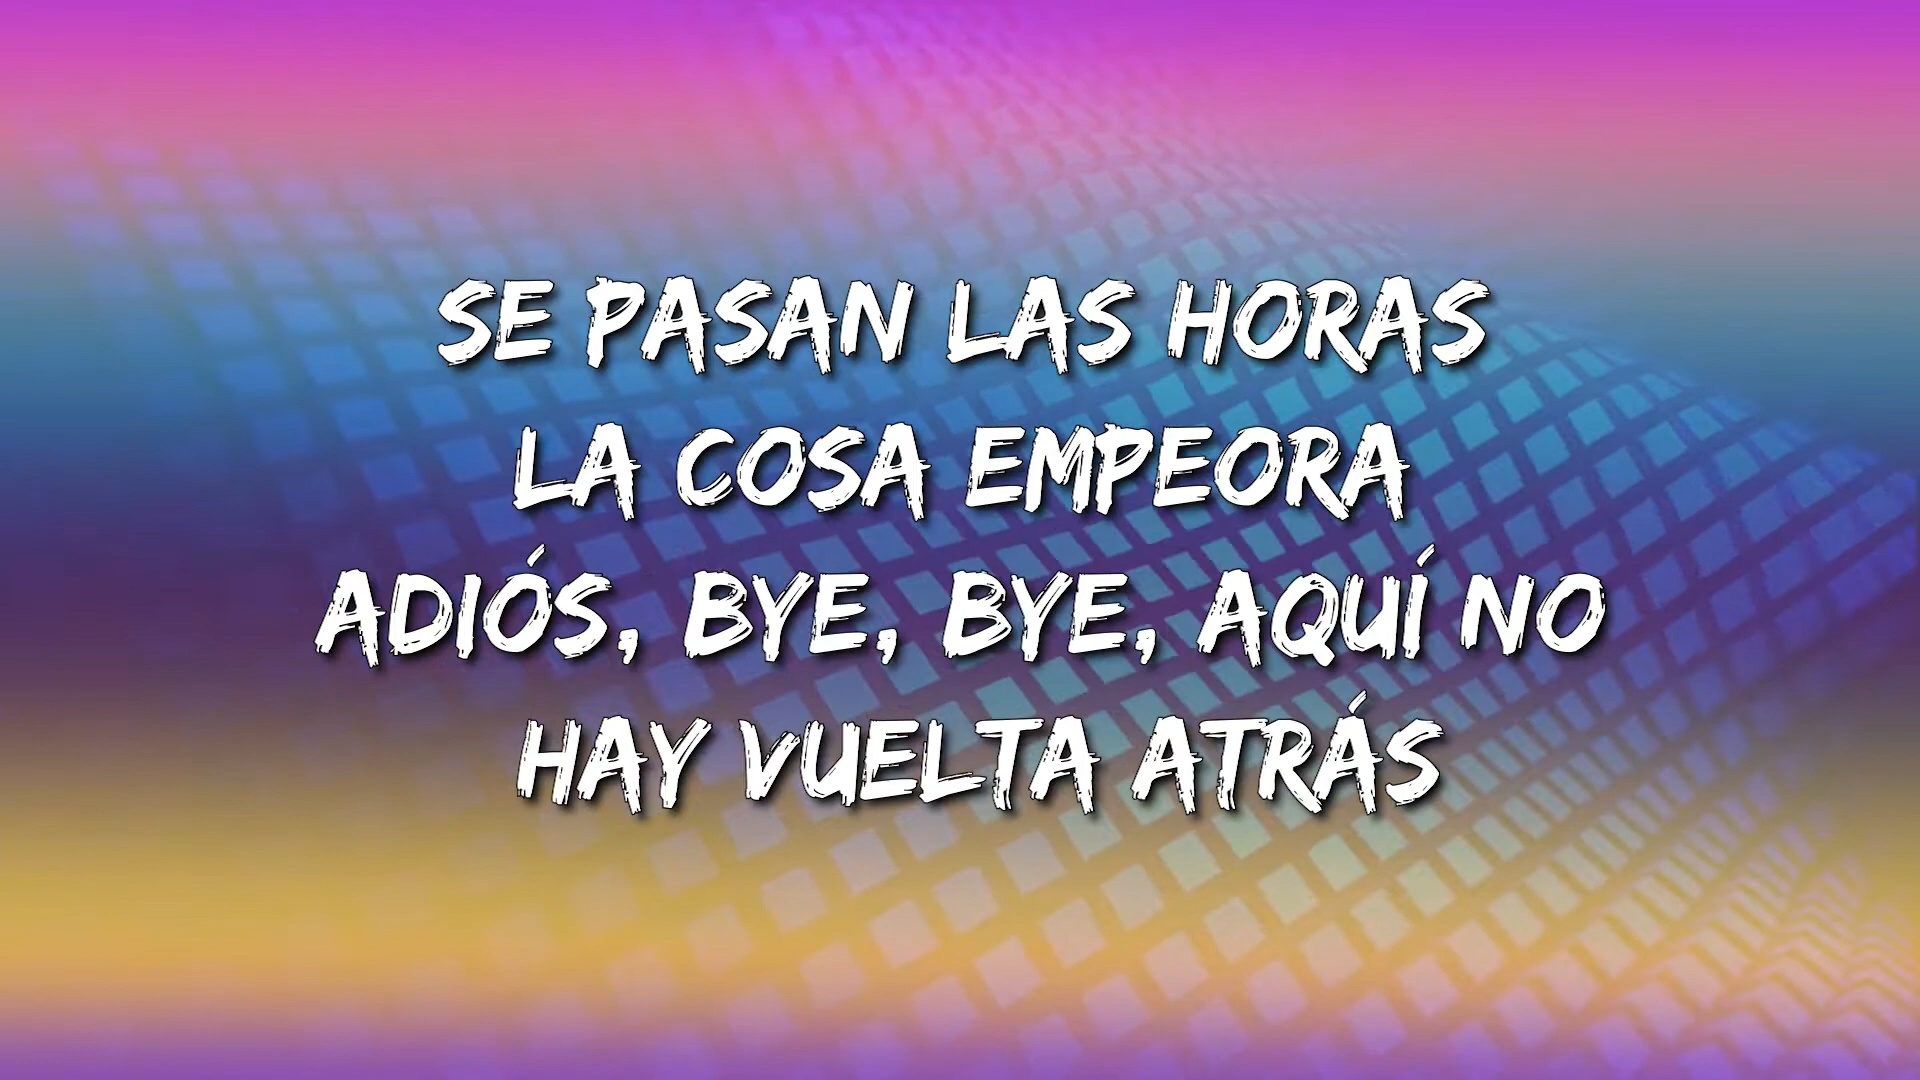 SE PASAN LAS HORAS
LA COSA EMPEORA
ADIÓS, BYE, BYE, AQUÍ NO
HAY VUELTA ATRÁS